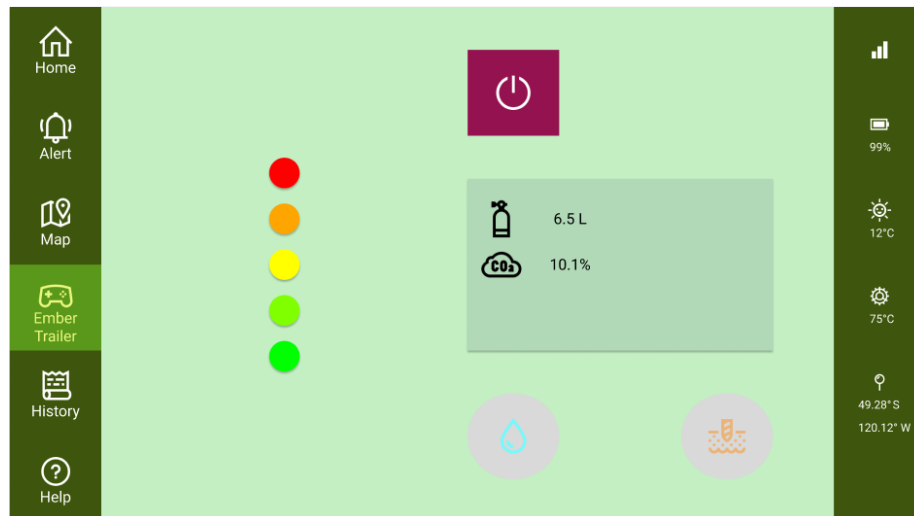 Home
Alert
Map
Ember
Trailer
History
Help
6.5 L
CO₂
10.1%
99%
12°C
75°C
49.28° S
120.12° W